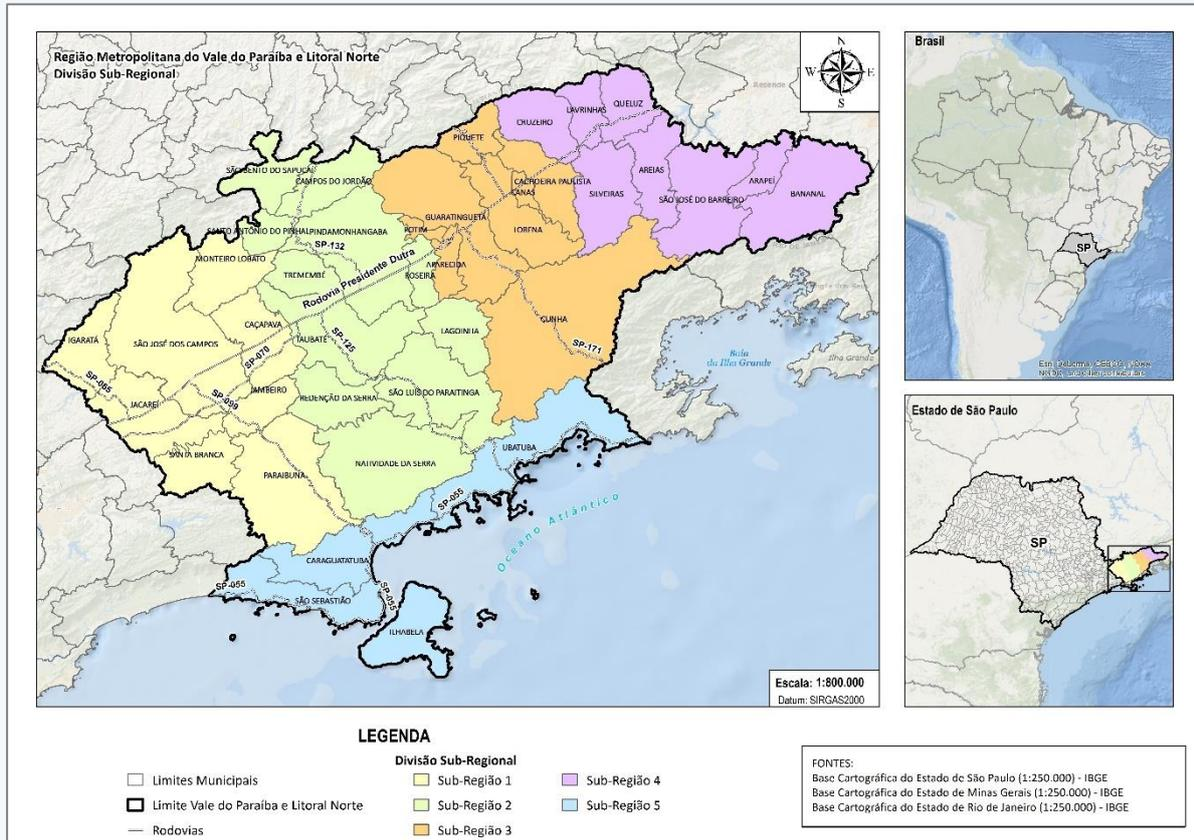 Região Metropolitana do Vale do Paraíba e Litoral Norte
Divisão Sub-Regional
N
W E
S
Resende
QUELUZ
LAVRINHAS
CRUZEIRO
PIQUETE
SÃO BENTO DO SAPUCAÍ
CAMPOS DO JORDÃO
CACHOEIRA PAULISTA
CANAS
AREIAS
ARAPEÍ
SILVEIRAS
BANANAL
SÃO JOSÉ DO BARREIRO
GUARATINGUETÁ
POTIM
LORENA
SANTO ANTÔNIO DO PINHAL
PINDAMONHANGABA
SP-132
MONTEIRO LOBATO
APARECIDA
TREMEMBÉ
ROSEIRA
Rodovia Presidente Dutra
CAÇAPAVA
LAGOINHA
CUNHA
IGARATÁ
SÃO JOSÉ DOS CAMPOS
TAUBATÉ
SP-125
SP-171
SP-070
Baía
da Ilha Grande
Ilha Grande
SP-065
JAMBEIRO
SP-099
REDENÇÃO DA SERRA
SÃO LUÍS DO PARAITINGA
JACAREÍ
SANTA BRANCA
NATIVIDADE DA SERRA
UBATUBA
PARAIBUNA
SP-055
Oceano Atlântico
CARAGUATATUBA
SP-055
SÃO SEBASTIÃO
SP-055
ILHABELA
Escala: 1:800.000
Datum: SIRGAS2000
Brasil
SP
Estado de São Paulo
SP
LEGENDA
Divisão Sub-Regional
Limites Municipais
Limite Vale do Paraíba e Litoral Norte
Rodovias
Sub-Região 1
Sub-Região 2
Sub-Região 3
Sub-Região 4
Sub-Região 5
FONTES:
Base Cartográfica do Estado de São Paulo (1:250.000) - IBGE
Base Cartográfica do Estado de Minas Gerais (1:250.000) - IBGE
Base Cartográfica do Estado de Rio de Janeiro (1:250.000) - IBGE